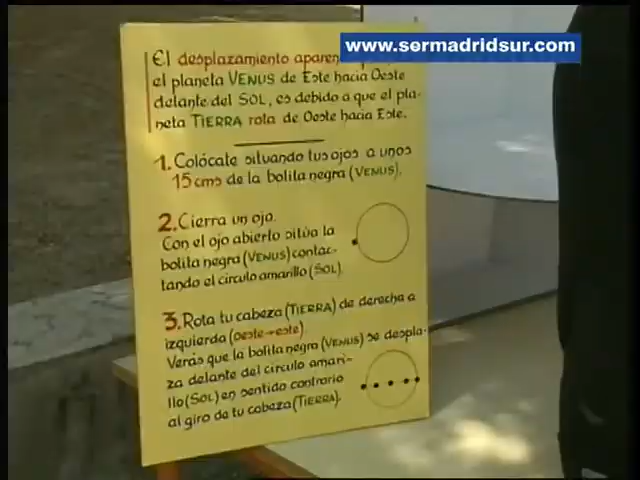 www.sermadridsur.com
El desplazamiento aparen
el planeta VENUS de Este hacia Oeste
delante del SOL, es debido a que el pla-
neta TIERRA rota de Oeste hacia Este.
1. Colócate situando tus ojos a unos
15 cms de la bolita negra (VENUS).
2. Cierra un ojo.
Con el ojo abierto sitúa la
bolita negra (VENUS) contac-
tando el círculo amarillo (SOL)
3. Rota tu cabeza (TIERRA) de derecha a
izquierda (oeste→este)
Verás que la bolita negra (VENUS) se despla-
za delante del círculo amari-
llo (SOL) en sentido contrario
al giro de tu cabeza (TIERRA).